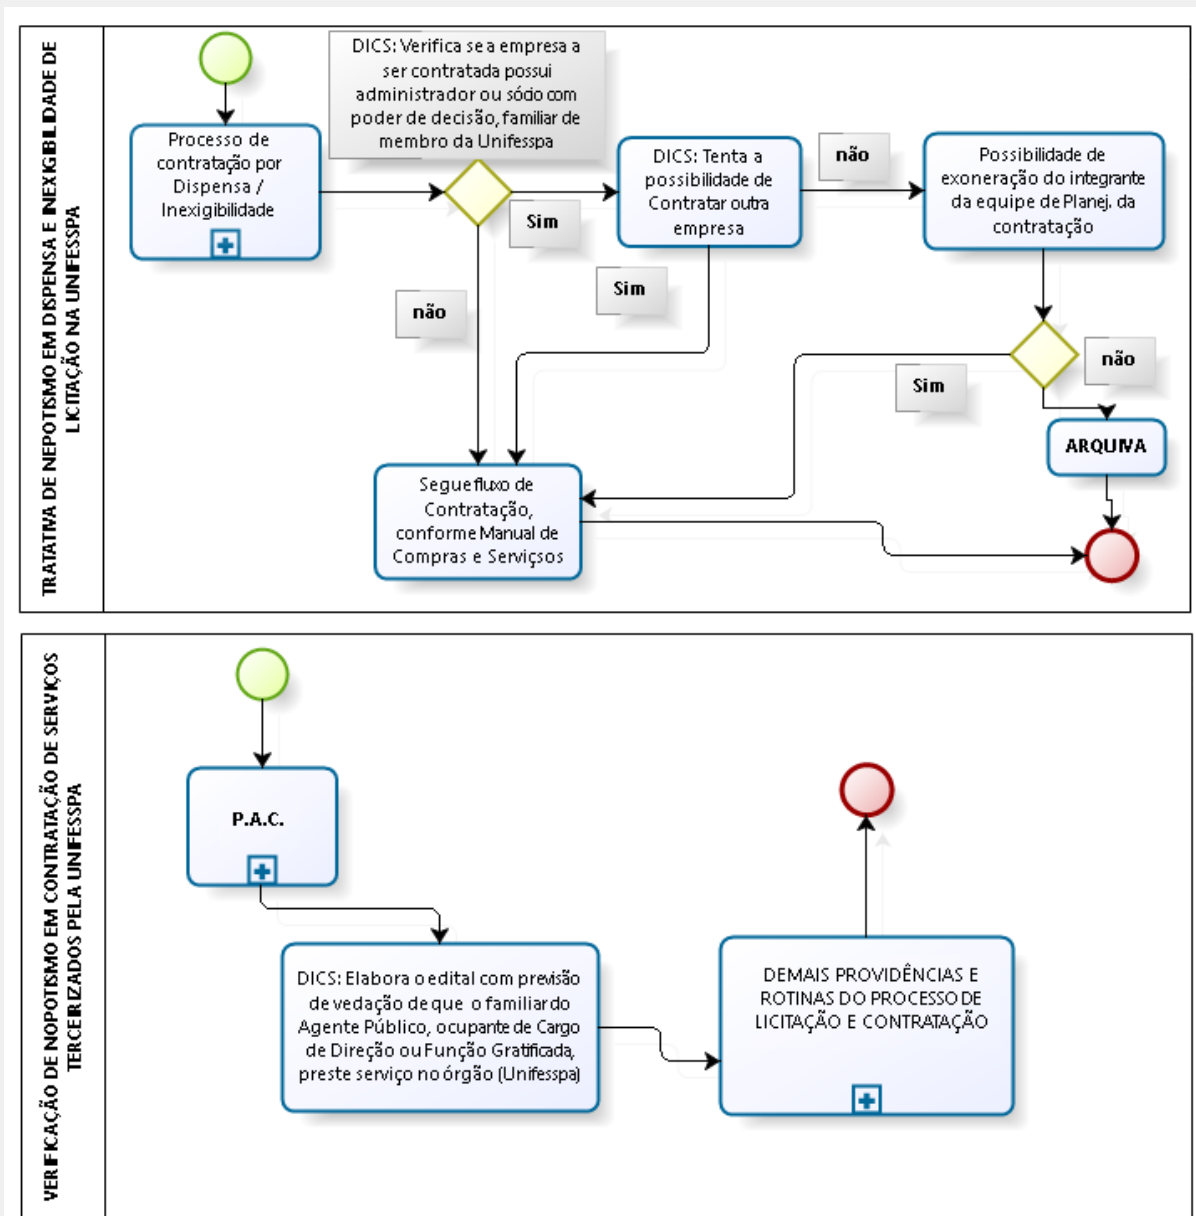 TRATATIVA DE NEPOTISMO EM DISPENSA E INEXIGIBILIDADE DE
LICITAÇÃO NA UNIFESSPA
Processo de
contratação por
Dispensa /
Inexigibilidade
DICS: Verifica se a empresa a
ser contratada possui
administrador ou sócio com
poder de decisão, familiar de
membro da Unifesspa
Sim
não
DICS: Tenta a
possibilidade de
Contratar outra
empresa
não
Sim
Possibilidade de
exoneração do integrante
da equipe de Planej. da
contratação
não
Sim
ARQUIVA
Segue fluxo de
Contratação,
conforme Manual de
Compras e Serviçsos
VERIFICAÇÃO DE NOPOTISMO EM CONTRATAÇÃO DE SERVIÇOS
TERCERIZADOS PELA UNIFESSPA
P.A.C.
DICS: Elabora o edital com previsão
de vedação de que o familiar do
Agente Público, ocupante de Cargo
de Direção ou Função Gratificada,
preste serviço no órgão (Unifesspa)
DEMAIS PROVIDÊNCIAS E
ROTINAS DO PROCESSO DE
LICITAÇÃO E CONTRATAÇÃO